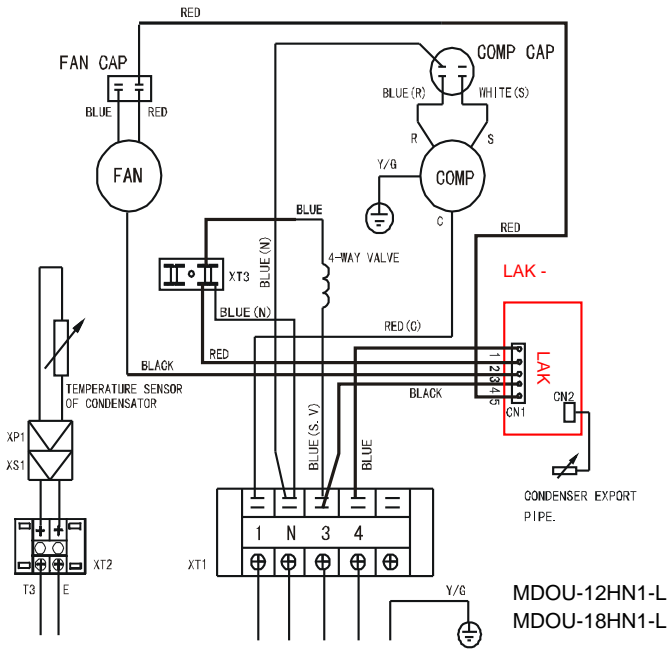 RED
FAN CAP
COMP CAP
BLUE
RED
BLUE(R)
WHITE(S)
R
S
FAN
Y/G
COMP
C
BLUE
RED
BLUE(N)
4-WAY VALVE
LAK -
XT3
BLUE(N)
RED(C)
RED
BLACK
BLACK
1
2
3
4
5
LAK
CN1
CN2
TEMPERATURE SENSOR
OF CONDENSATOR
XP1
XS1
BLUE(S.V)
BLUE
CONDENSER EXPORT
PIPE.
1 N 3 4
XT2
XT1
T3 E
Y/G
MDOU-12HN1-L
MDOU-18HN1-L